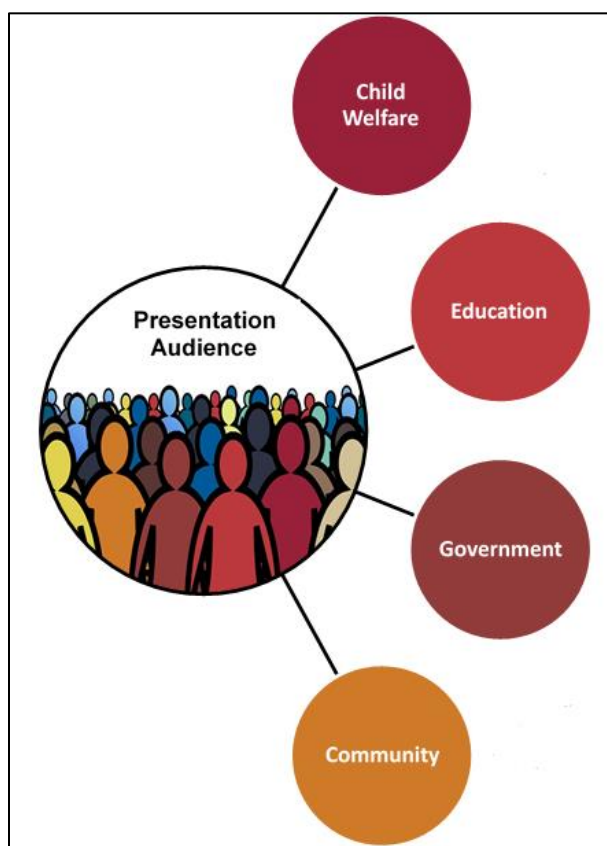 Child
Welfare
Education
Presentation
Audience
Government
Community